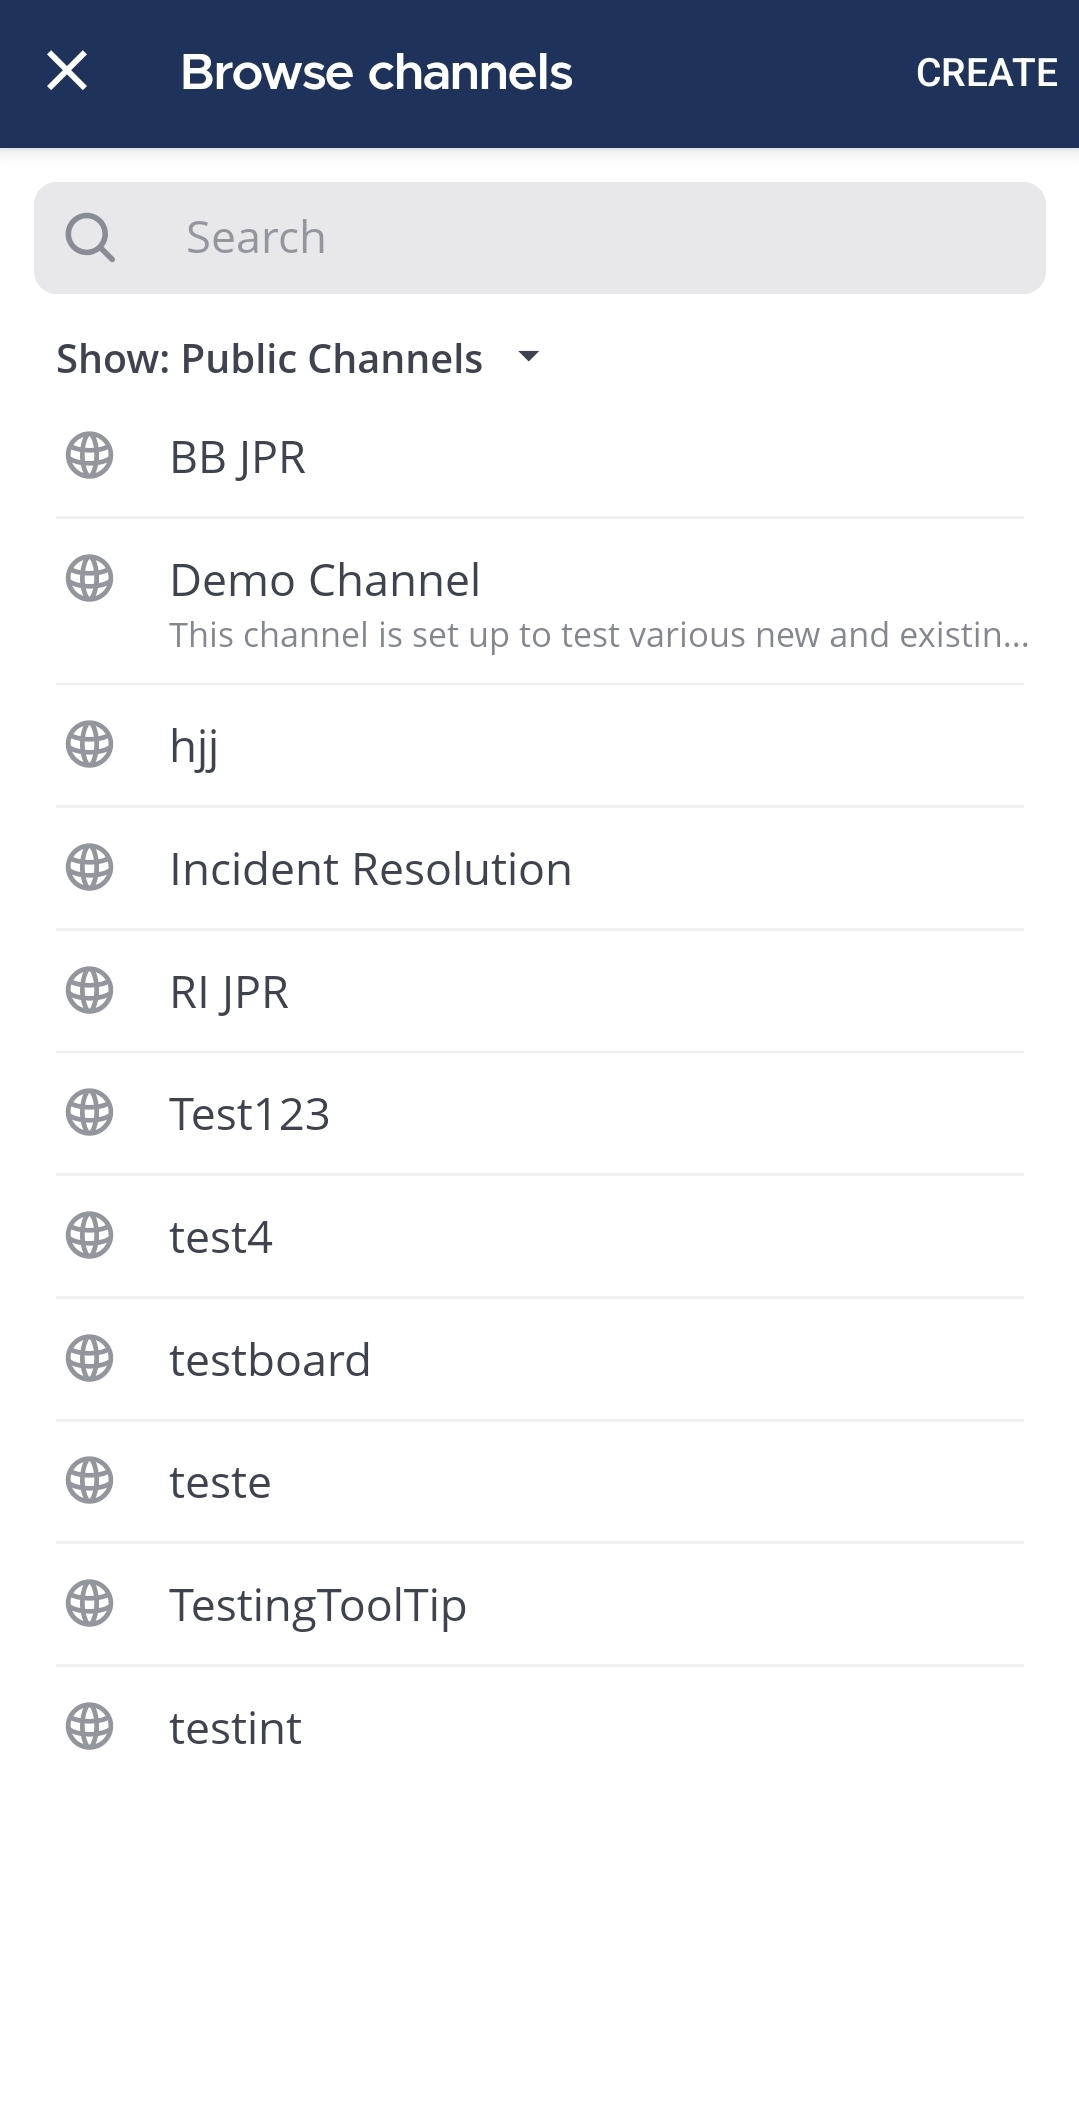 Browse channels
CREATE
Search
Show: Public Channels
BB JPR
Demo Channel
This channel is set up to test various new and existin...
hjj
Incident Resolution
RI JPR
Test123
test4
testboard
teste
TestingToolTip
testint